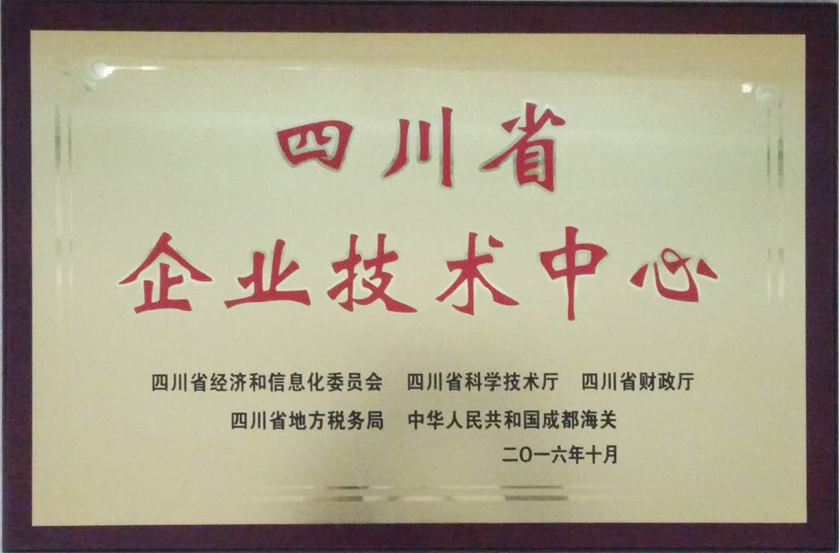 四川省
企业技术中心
四川省经济和信息化委员会 四川省科学技术厅 四川省财政厅
四川省地方税务局 中华人民共和国成都海关
二〇一六年十月